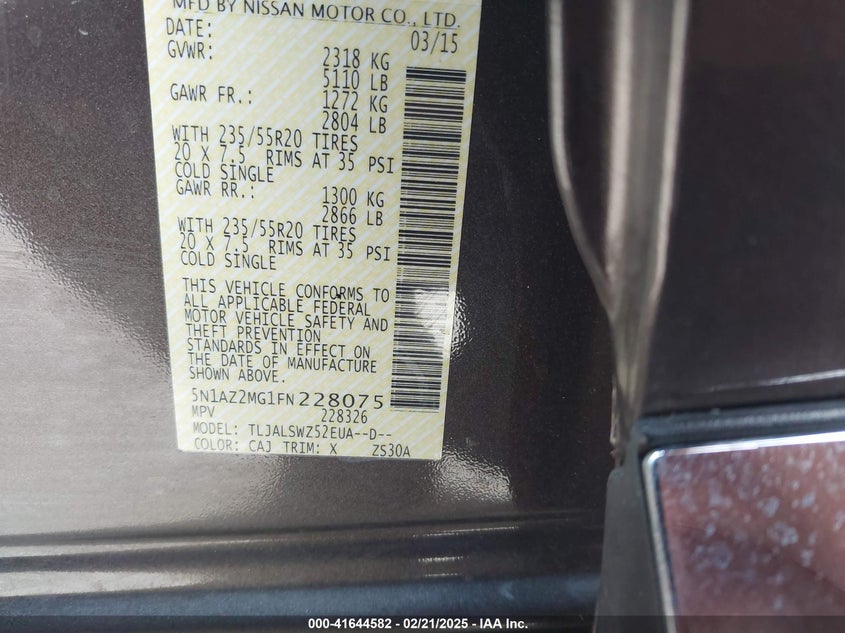 MFD BY NISSAN MOTOR CO., LTD.
DATE: 03/15
GVWR: 2318 KG
5110 LB
GAWR FR.: 1272 KG
2804 LB
WITH 235/55R20 TIRES
20 X 7.5 RIMS AT 35 PSI
COLD SINGLE
GAWR RR.: 1300 KG
2866 LB
WITH 235/55R20 TIRES
20 X 7.5 RIMS AT 35 PSI
COLD SINGLE
THIS VEHICLE CONFORMS TO
ALL APPLICABLE FEDERAL
MOTOR VEHICLE SAFETY AND
THEFT PREVENTION
STANDARDS IN EFFECT ON
THE DATE OF MANUFACTURE
SHOWN ABOVE.
5N1AZ2MG1FN228075
MPV 228326
MODEL: TLJALSWZ52EUA--D--
COLOR: CAJ TRIM: X ZS30A
000-41644582 / 02/21/2025 / IAA Inc.